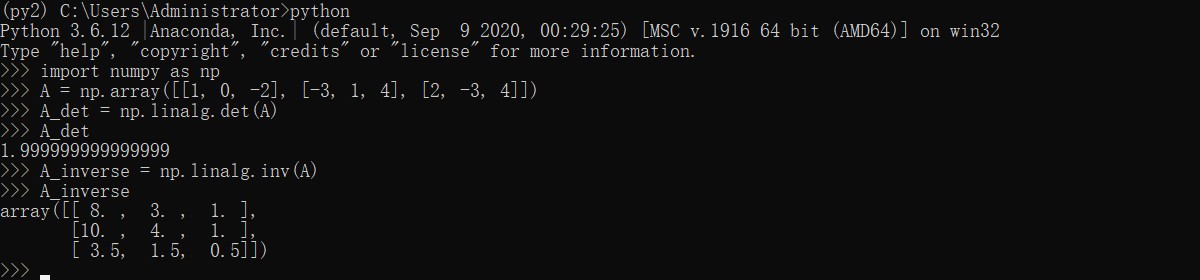 (py2) C:\Users\Administrator>python
Python 3.6.12 |Anaconda, Inc.| (default, Sep  9 2020, 00:29:25) [MSC v.1916 64 bit (AMD64)] on win32
Type "help", "copyright", "credits" or "license" for more information.
>>> import numpy as np
>>> A = np.array([[1, 0, -2], [-3, 1, 4], [2, -3, 4]])
>>> A_det = np.linalg.det(A)
>>> A_det
1.999999999999999
>>> A_inverse = np.linalg.inv(A)
>>> A_inverse
array([[ 8. ,  3. ,  1. ],
       [10. ,  4. ,  1. ],
       [ 3.5,  1.5,  0.5]])
>>>